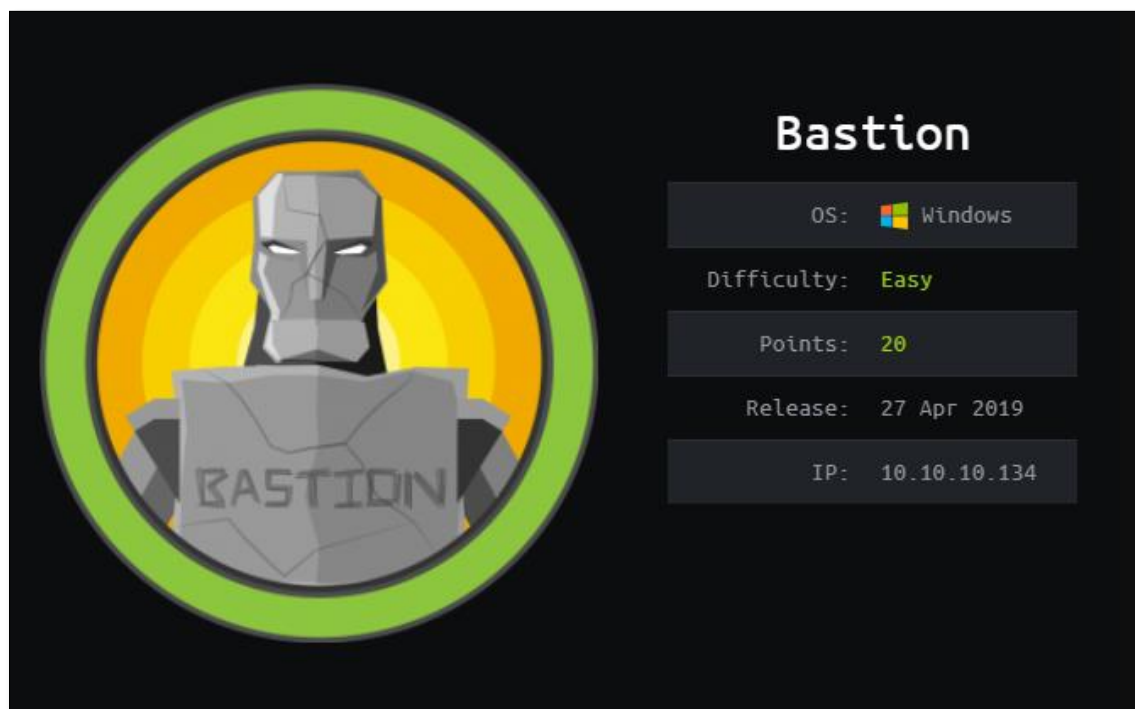 Bastion
OS: Windows
Difficulty: Easy
Points: 20
Release: 27 Apr 2019
IP: 10.10.10.134
BASTION